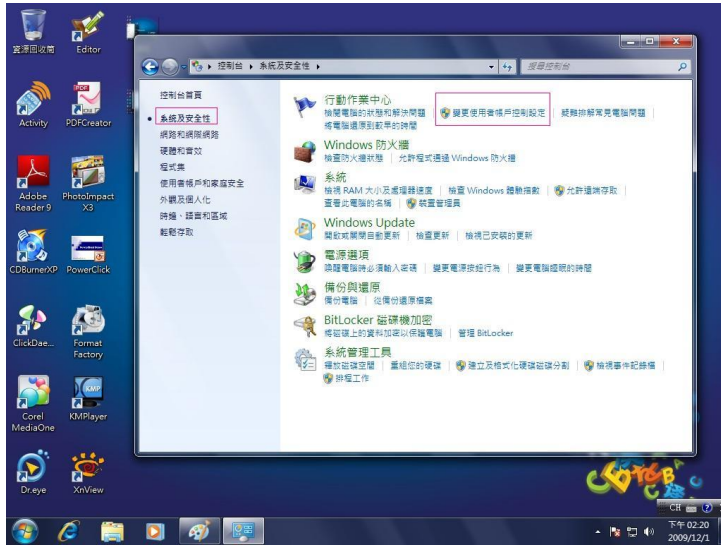 資源回收筒
Editor
Activity
PDFCreator
Adobe Reader 9
PhotoImpact X3
CDBurnerXP
PowerClick
ClickDae...
Format Factory
Corel MediaOne
KMPlayer
Dr.eye
XnView
控制台 ▸ 系統及安全性 ▸
搜尋控制台
控制台首頁
系統及安全性
網路和網際網路
硬體和音效
程式集
使用者帳戶和家庭安全
外觀及個人化
時鐘、語言和區域
輕鬆存取
行動作業中心
檢閱電腦的狀態和解決問題 變更使用者帳戶控制設定 疑難排解常見電腦問題
將電腦還原到較早的時間
Windows 防火牆
檢查防火牆狀態 允許程式通過 Windows 防火牆
系統
檢視 RAM 大小及處理器速度 檢查 Windows 體驗指數 允許遠端存取
查看此電腦的名稱 裝置管理員
Windows Update
開啟或關閉自動更新 檢查更新 檢視已安裝的更新
電源選項
喚醒電腦時必須輸入密碼 變更電源按鈕行為 變更電腦睡眠的時間
備份與還原
備份電腦 從備份還原檔案
BitLocker 磁碟機加密
將磁碟上的資料加密以保護電腦 管理 BitLocker
系統管理工具
釋放磁碟空間 重組您的硬碟 建立及格式化硬碟磁碟分割 檢視事件記錄檔
排程工作
CH
下午 02:20
2009/12/1